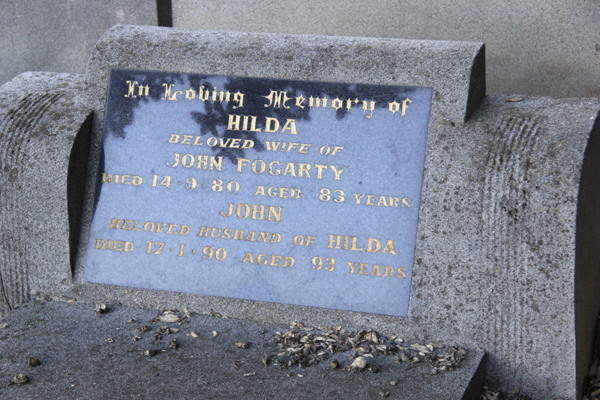 In Loving Memory of
HILDA
BELOVED WIFE OF
JOHN FOGARTY
DIED 14·9·80 AGED 83 YEARS
JOHN
BELOVED HUSBAND OF HILDA
DIED 17·1·90 AGED 93 YEARS